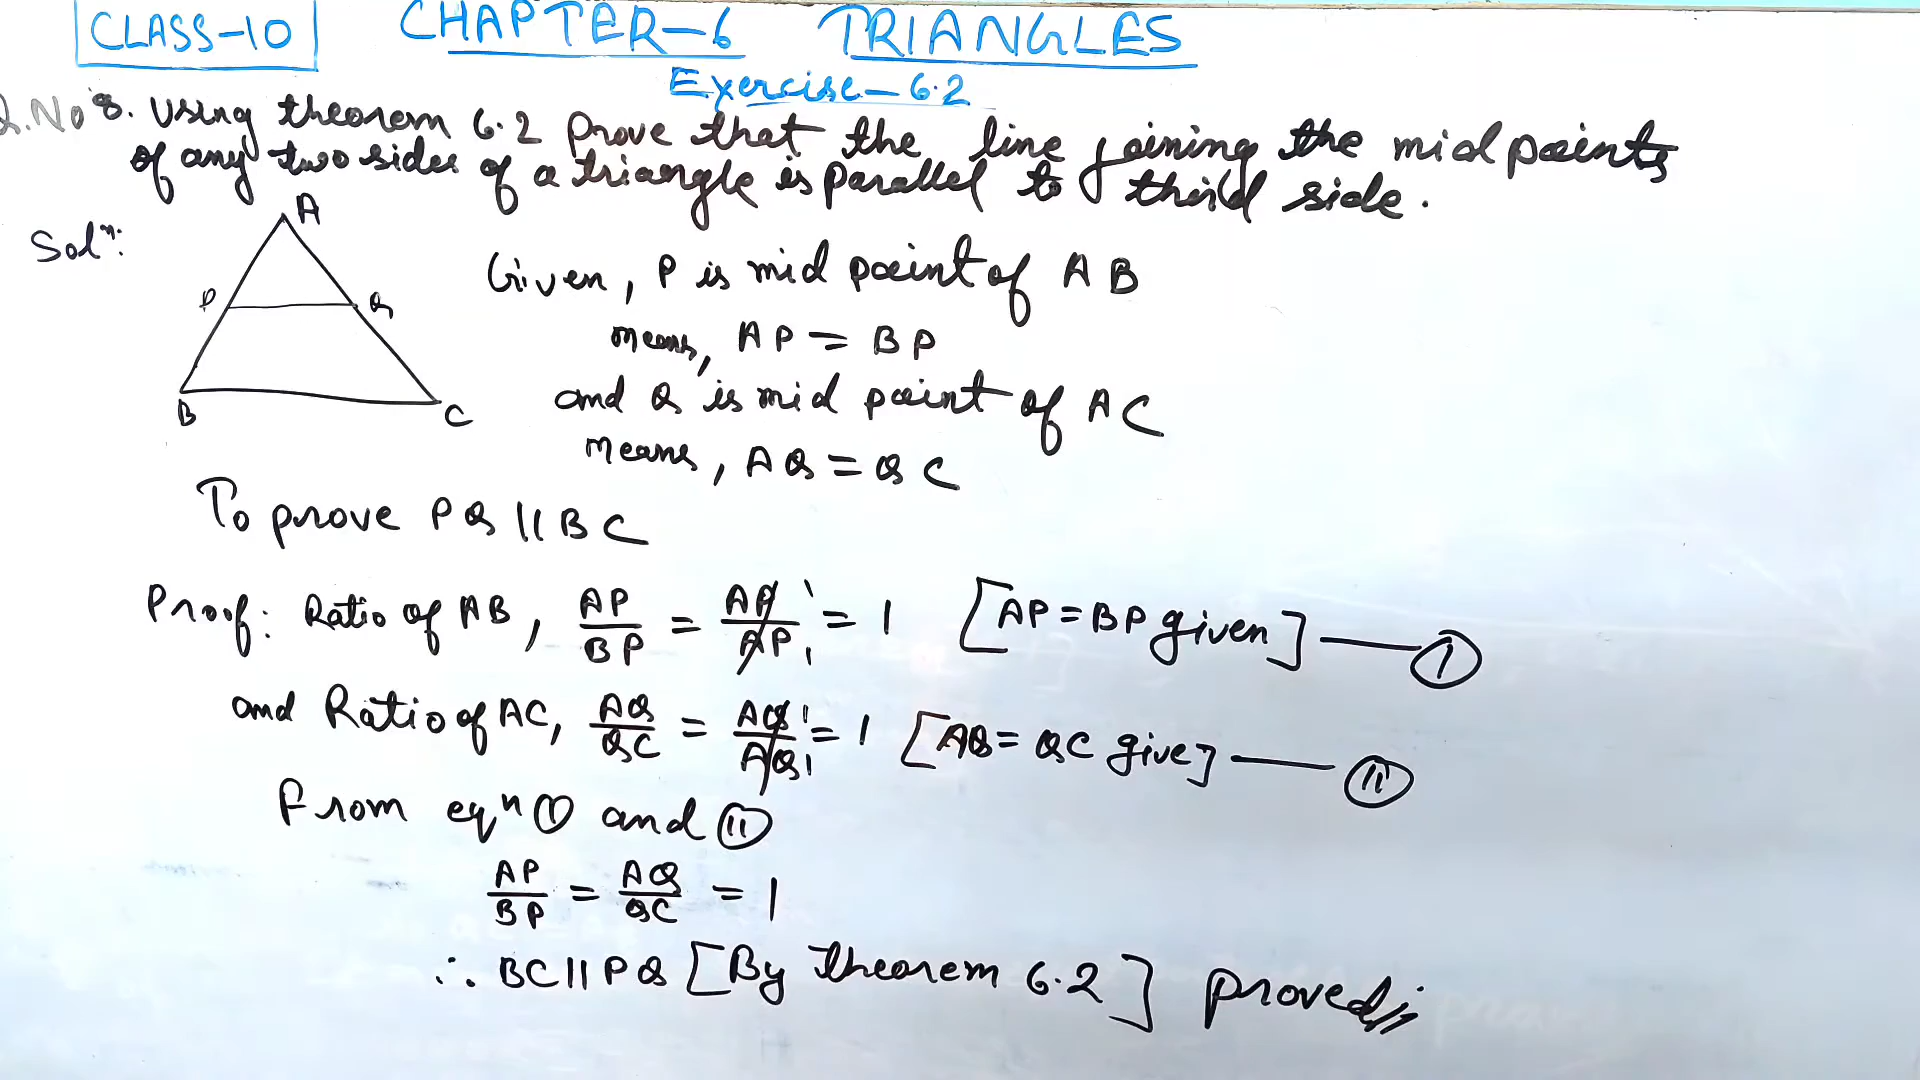 CLASS-10 CHAPTER-6 TRIANGLES
Exercise-6.2
Q.No 8. Using theorem 6.2 prove that the line joining the mid points
of any two sides of a triangle is parallel to third side.
Solⁿ:
A
P Q
B C
Given, P is mid point of AB
means, AP = BP
and Q is mid point of AC
means, AQ = QC
To prove PQ || BC
Proof: Ratio of AB, AP/BP = AP/AP = 1 [AP = BP given] — (I)
and Ratio of AC, AQ/QC = AQ/AQ = 1 [AQ = QC give] — (II)
From eqⁿ (I) and (II)
AP/BP = AQ/QC = 1
∴ BC || PQ [By theorem 6.2] proved